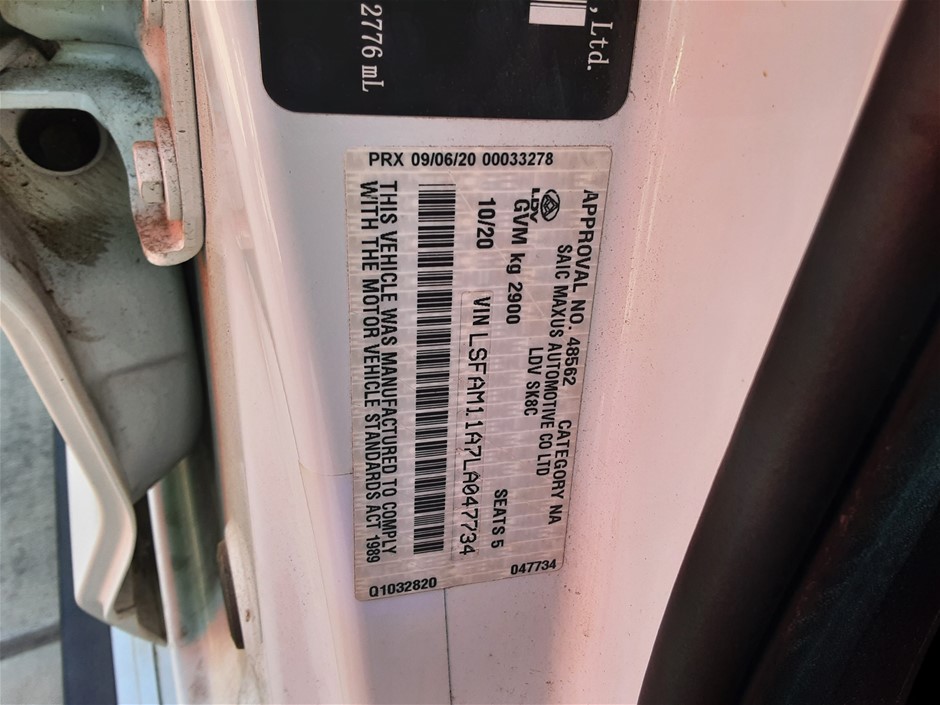 , Ltd.
2776 mL
PRX 09/06/20 00033278
APPROVAL NO. 48562 CATEGORY NA
SAIC MAXUS AUTOMOTIVE CO LTD
LDV LDV SK8C
GVM kg 2900 SEATS 5
10/20
VIN LSFAM11A7LA047734
THIS VEHICLE WAS MANUFACTURED TO COMPLY
WITH THE MOTOR VEHICLE STANDARDS ACT 1989
047734
Q1032820